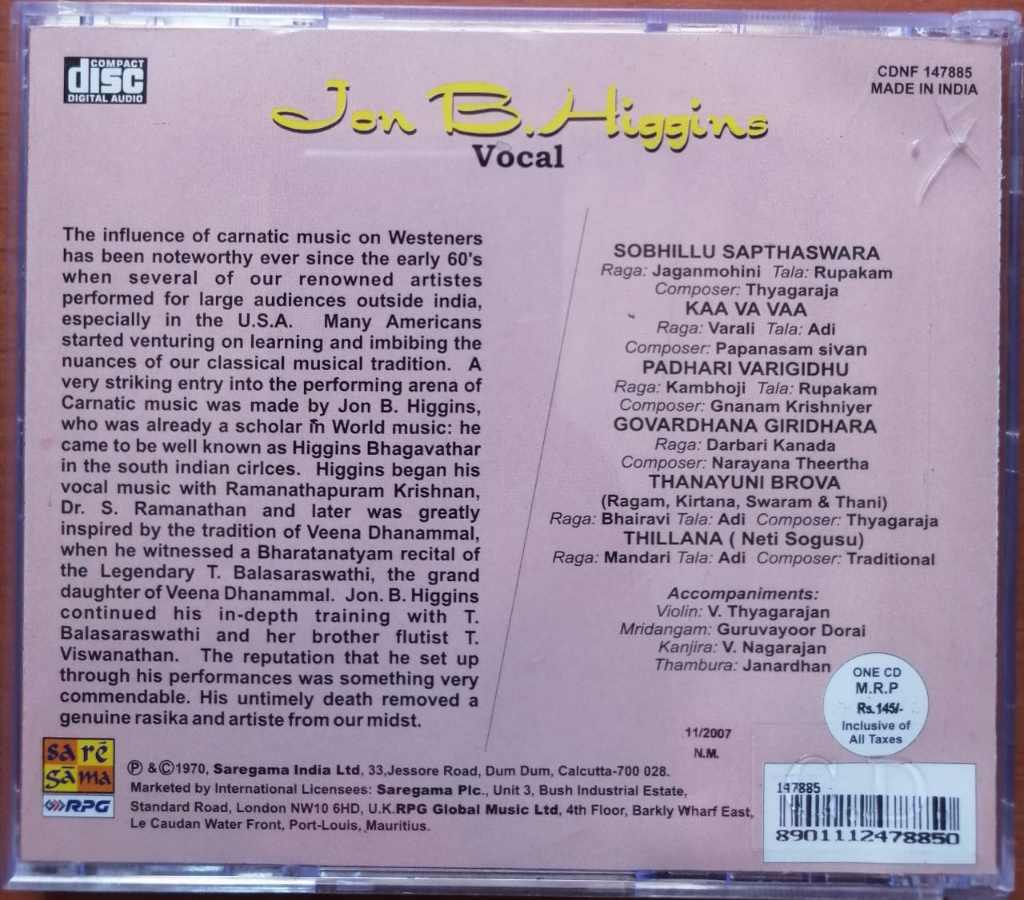 COMPACT
disc
DIGITAL AUDIO
CDNF 147885
MADE IN INDIA
Jon B. Higgins
Vocal
The influence of carnatic music on Westeners
has been noteworthy ever since the early 60's
when several of our renowned artistes
performed for large audiences outside india,
especially in the U.S.A. Many Americans
started venturing on learning and imbibing the
nuances of our classical musical tradition. A
very striking entry into the performing arena of
Carnatic music was made by Jon B. Higgins,
who was already a scholar in World music: he
came to be well known as Higgins Bhagavathar
in the south indian cirlces. Higgins began his
vocal music with Ramanathapuram Krishnan,
Dr. S. Ramanathan and later was greatly
inspired by the tradition of Veena Dhanammal,
when he witnessed a Bharatanatyam recital of
the Legendary T. Balasaraswathi, the grand
daughter of Veena Dhanammal. Jon. B. Higgins
continued his in-depth training with T.
Balasaraswathi and her brother flutist T.
Viswanathan. The reputation that he set up
through his performances was something very
commendable. His untimely death removed a
genuine rasika and artiste from our midst.
SOBHILLU SAPTHASWARA
Raga: Jaganmohini Tala: Rupakam
Composer: Thyagaraja
KAA VA VAA
Raga: Varali Tala: Adi
Composer: Papanasam sivan
PADHARI VARIGIDHU
Raga: Kambhoji Tala: Rupakam
Composer: Gnanam Krishniyer
GOVARDHANA GIRIDHARA
Raga: Darbari Kanada
Composer: Narayana Theertha
THANAYUNI BROVA
(Ragam, Kirtana, Swaram & Thani)
Raga: Bhairavi Tala: Adi Composer: Thyagaraja
THILLANA ( Neti Sogusu)
Raga: Mandari Tala: Adi Composer: Traditional
Accompaniments:
Violin: V. Thyagarajan
Mridangam: Guruvayoor Dorai
Kanjira: V. Nagarajan
Thambura: Janardhan
ONE CD
M.R.P
Rs.145/-
Inclusive of
All Taxes
11/2007
N.M.
sa rē
gāma
RPG
℗ &©1970, Saregama India Ltd, 33,Jessore Road, Dum Dum, Calcutta-700 028.
Marketed by International Licensees: Saregama Plc., Unit 3, Bush Industrial Estate,
Standard Road, London NW10 6HD, U.K.RPG Global Music Ltd, 4th Floor, Barkly Wharf East,
Le Caudan Water Front, Port-Louis, Mauritius.
147885
8901112478850